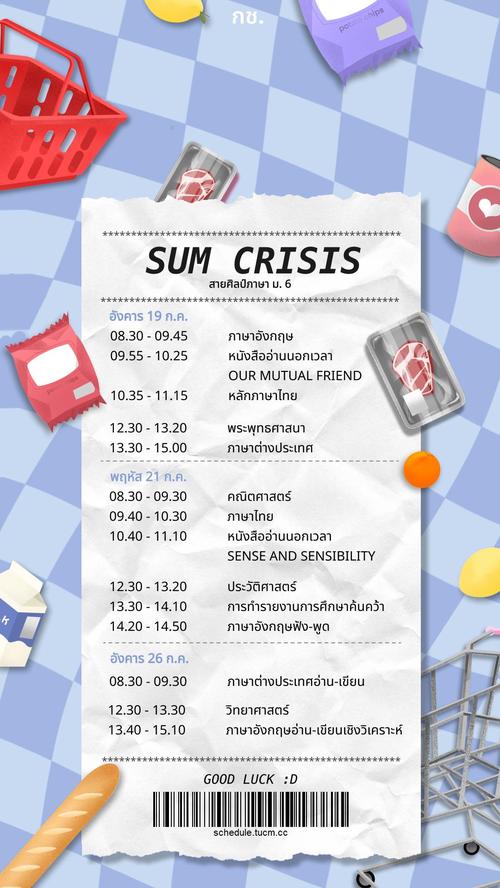 กช.
potato chips
************************************************
SUM CRISIS
สายศิลป์ภาษา ม. 6
************************************************
อังคาร 19 ก.ค.
08.30 - 09.45 ภาษาอังกฤษ
09.55 - 10.25 หนังสืออ่านนอกเวลา
OUR MUTUAL FRIEND
10.35 - 11.15 หลักภาษาไทย
12.30 - 13.20 พระพุทธศาสนา
13.30 - 15.00 ภาษาต่างประเทศ
พฤหัส 21 ก.ค.
08.30 - 09.30 คณิตศาสตร์
09.40 - 10.30 ภาษาไทย
10.40 - 11.10 หนังสืออ่านนอกเวลา
SENSE AND SENSIBILITY
12.30 - 13.20 ประวัติศาสตร์
13.30 - 14.10 การทำรายงานการศึกษาค้นคว้า
14.20 - 14.50 ภาษาอังกฤษฟัง-พูด
อังคาร 26 ก.ค.
08.30 - 09.30 ภาษาต่างประเทศอ่าน-เขียน
12.30 - 13.30 วิทยาศาสตร์
13.40 - 15.10 ภาษาอังกฤษอ่าน-เขียนเชิงวิเคราะห์
************************************************
GOOD LUCK :D
schedule.tucm.cc